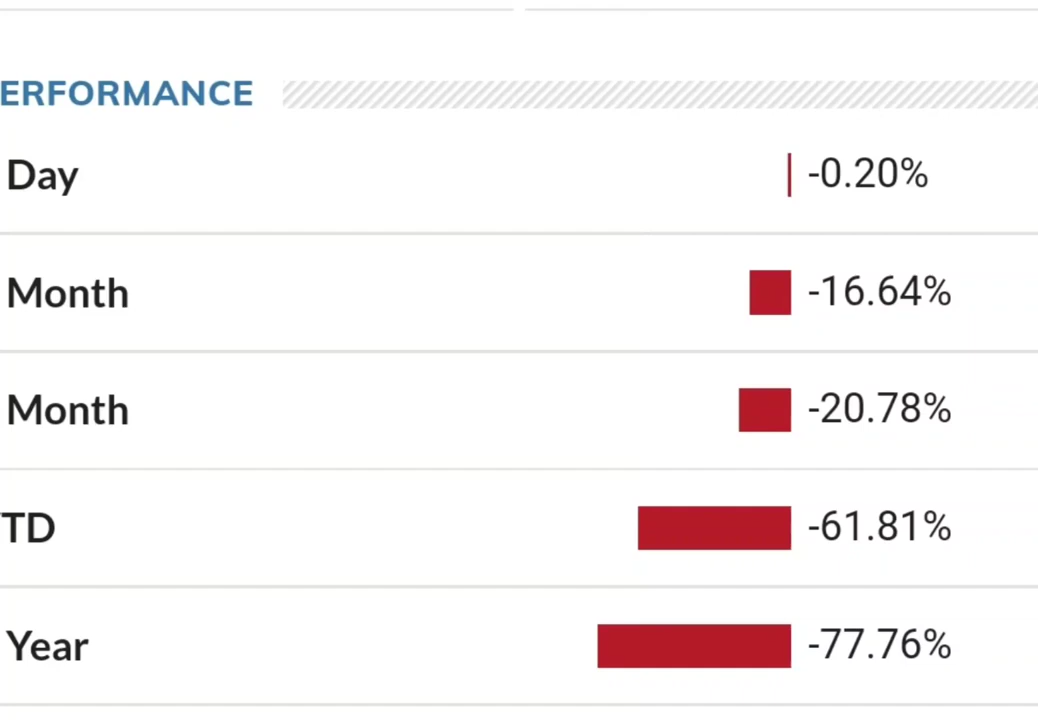 ERFORMANCE
Day -0.20%
Month -16.64%
Month -20.78%
TD -61.81%
Year -77.76%